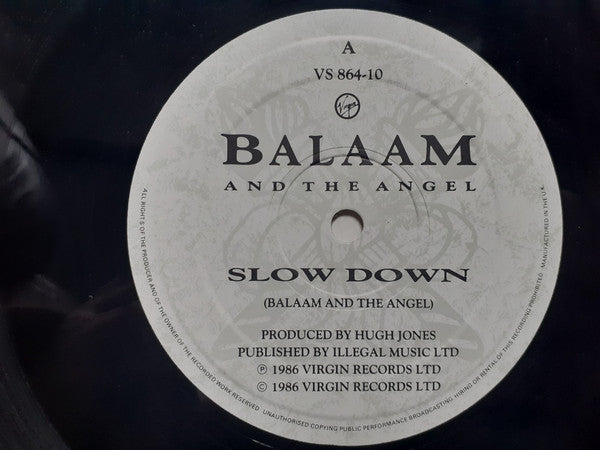 A
VS 864-10
Virgin
BALAAM
AND THE ANGEL
SLOW DOWN
(BALAAM AND THE ANGEL)
PRODUCED BY HUGH JONES
PUBLISHED BY ILLEGAL MUSIC LTD
℗ 1986 VIRGIN RECORDS LTD
© 1986 VIRGIN RECORDS LTD
ALL RIGHTS OF THE PRODUCER AND OF THE OWNER OF THE RECORDED WORK RESERVED · UNAUTHORISED COPYING PUBLIC PERFORMANCE BROADCASTING HIRING OR RENTAL OF THIS RECORDING PROHIBITED · MANUFACTURED IN THE U.K.